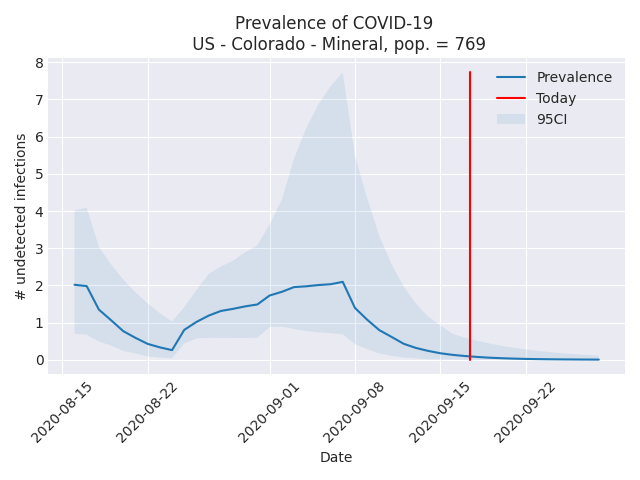 Prevalence of COVID-19
US - Colorado - Mineral, pop. = 769
# undetected infections
8
7
6
5
4
3
2
1
0
Prevalence
Today
95CI
2020-08-15
2020-08-22
2020-09-01
2020-09-08
2020-09-15
2020-09-22
Date